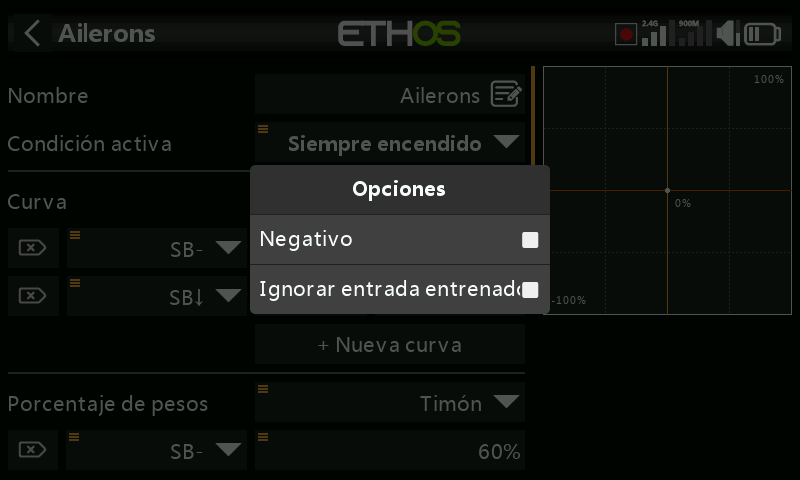 Ailerons
ETHOS
2.4G
900M
Nombre
Ailerons
Condición activa
Siempre encendido
Curva
SB-
SB↓
+ Nueva curva
Porcentaje de pesos
Timón
SB-
60%
Opciones
Negativo
Ignorar entrada entrenado
100%
0%
-100%